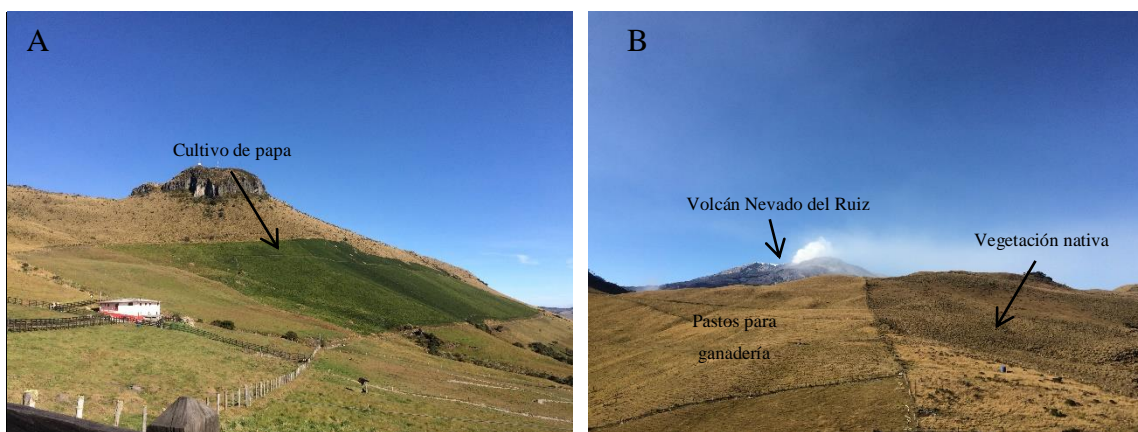 A
Cultivo de papa
B
Volcán Nevado del Ruiz
Vegetación nativa
Pastos para
ganadería